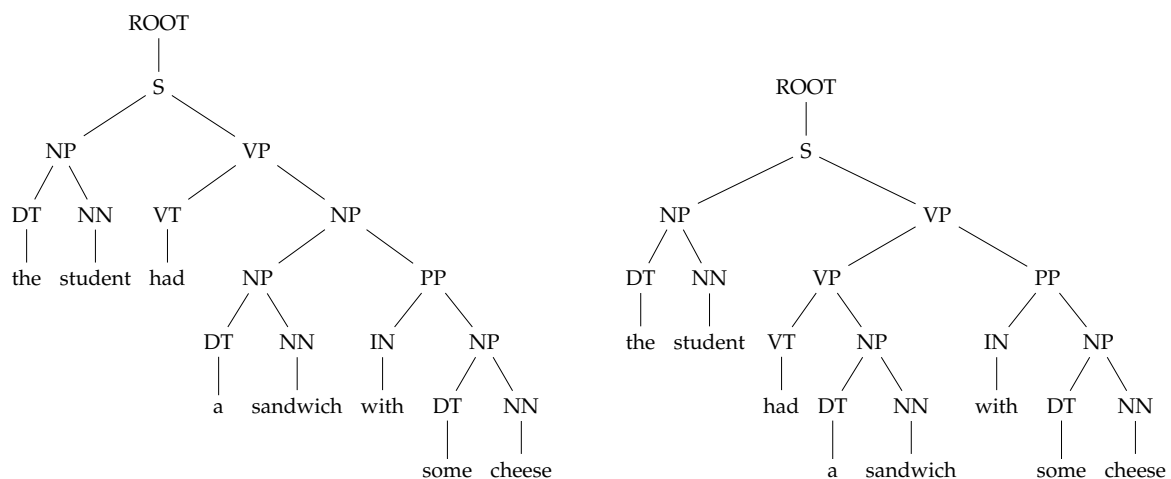 ROOT
S
NP VP
DT NN VT NP
the student had NP PP
DT NN IN NP
a sandwich with DT NN
some cheese
ROOT
S
NP VP
DT NN VP PP
the student VT NP IN NP
had DT NN with DT NN
a sandwich some cheese